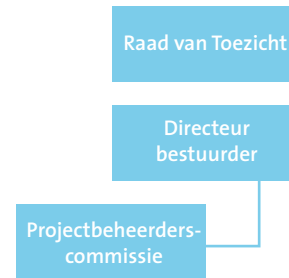 Raad van Toezicht
Directeur
bestuurder
Projectbeheerders-
commissie